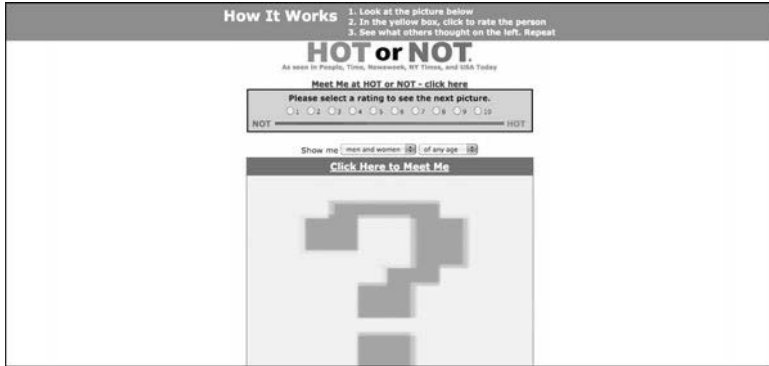 How It Works
1. Look at the picture below
2. In the yellow box, click to rate the person
3. See what others thought on the left. Repeat
HOT or NOT.
As seen in People, Time, Newsweek, NY Times, and USA Today
Meet Me at HOT or NOT - click here
Please select a rating to see the next picture.
1 2 3 4 5 6 7 8 9 10
NOT HOT
Show me men and women of any age
Click Here to Meet Me